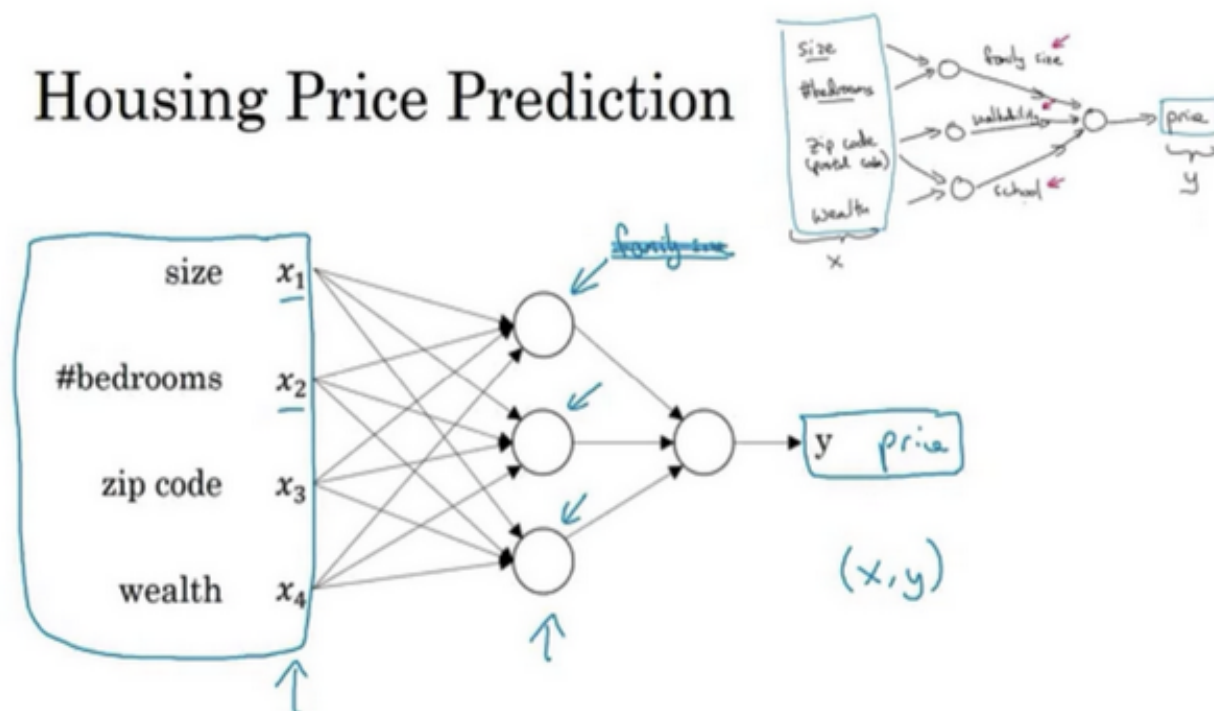 Housing Price Prediction
size
#bedrooms
zip code
(postal code)
wealth
x
family size
walkability
school
price
y
size x₁
#bedrooms x₂
zip code x₃
wealth x₄
family size
y price
(x, y)